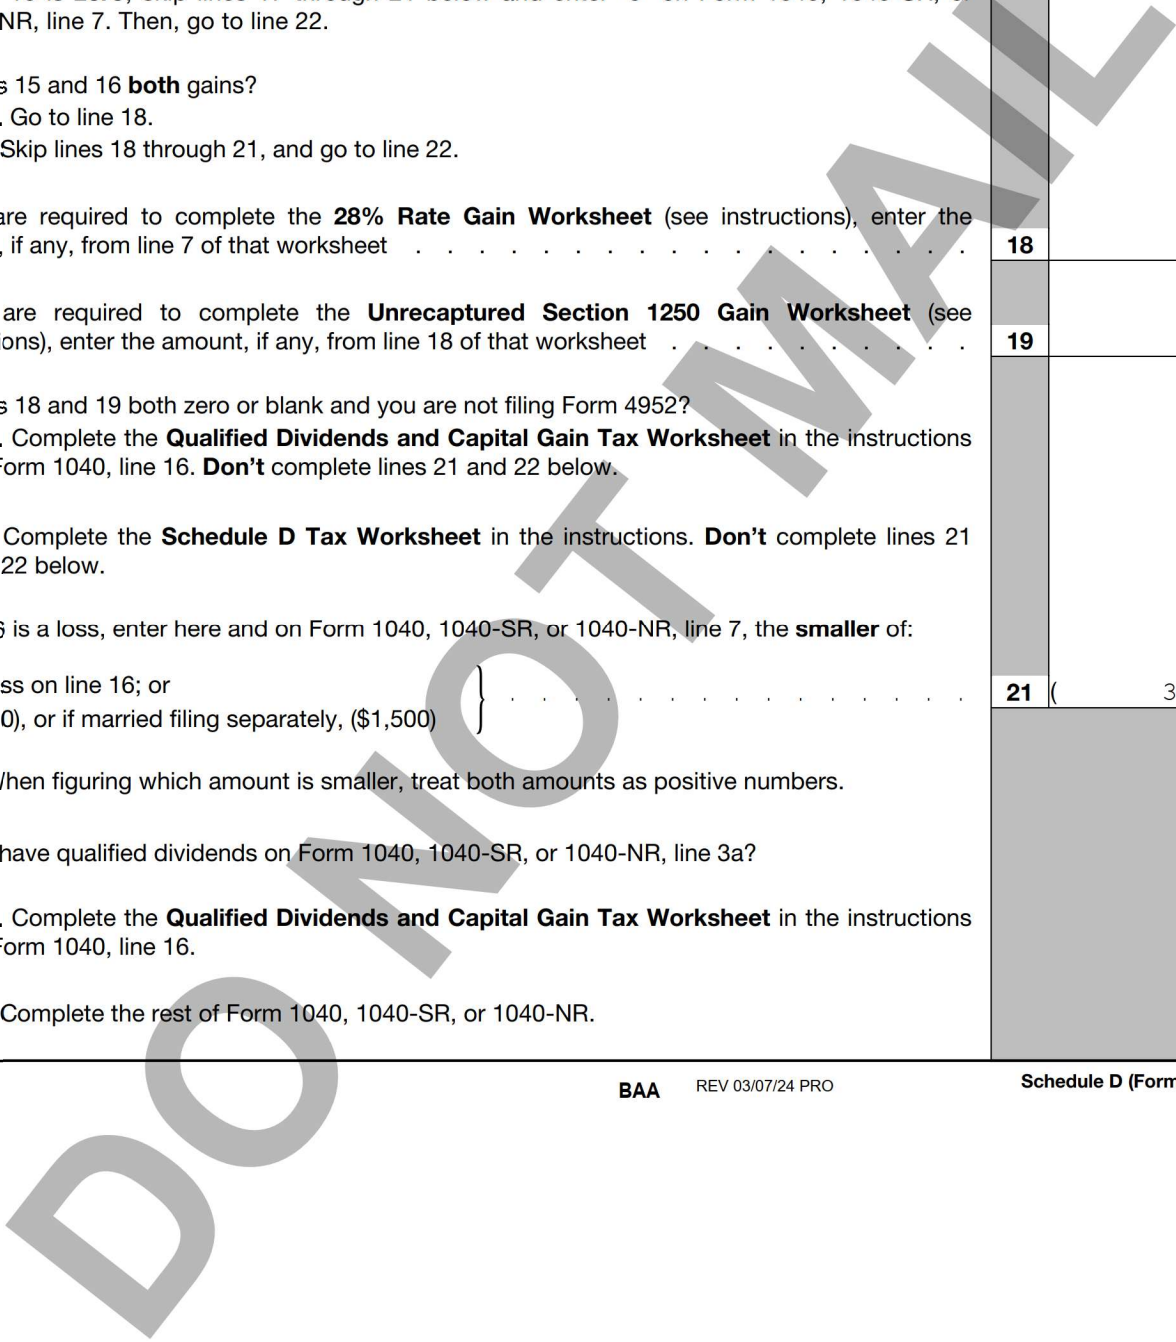 NR, line 7. Then, go to line 22.
s 15 and 16 both gains?
. Go to line 18.
Skip lines 18 through 21, and go to line 22.
are required to complete the 28% Rate Gain Worksheet (see instructions), enter the
, if any, from line 7 of that worksheet . . . . . . . . . . . . . . . . . . 18
are required to complete the Unrecaptured Section 1250 Gain Worksheet (see
ions), enter the amount, if any, from line 18 of that worksheet . . . . . . . . . . 19
s 18 and 19 both zero or blank and you are not filing Form 4952?
. Complete the Qualified Dividends and Capital Gain Tax Worksheet in the instructions
Form 1040, line 16. Don't complete lines 21 and 22 below.
Complete the Schedule D Tax Worksheet in the instructions. Don't complete lines 21
22 below.
6 is a loss, enter here and on Form 1040, 1040-SR, or 1040-NR, line 7, the smaller of:
ss on line 16; or
} . . . . . . . . . . . . . . . 21 ( 3
0), or if married filing separately, ($1,500)
When figuring which amount is smaller, treat both amounts as positive numbers.
have qualified dividends on Form 1040, 1040-SR, or 1040-NR, line 3a?
. Complete the Qualified Dividends and Capital Gain Tax Worksheet in the instructions
Form 1040, line 16.
Complete the rest of Form 1040, 1040-SR, or 1040-NR.
BAA REV 03/07/24 PRO Schedule D (Form
DO NOT MAIL